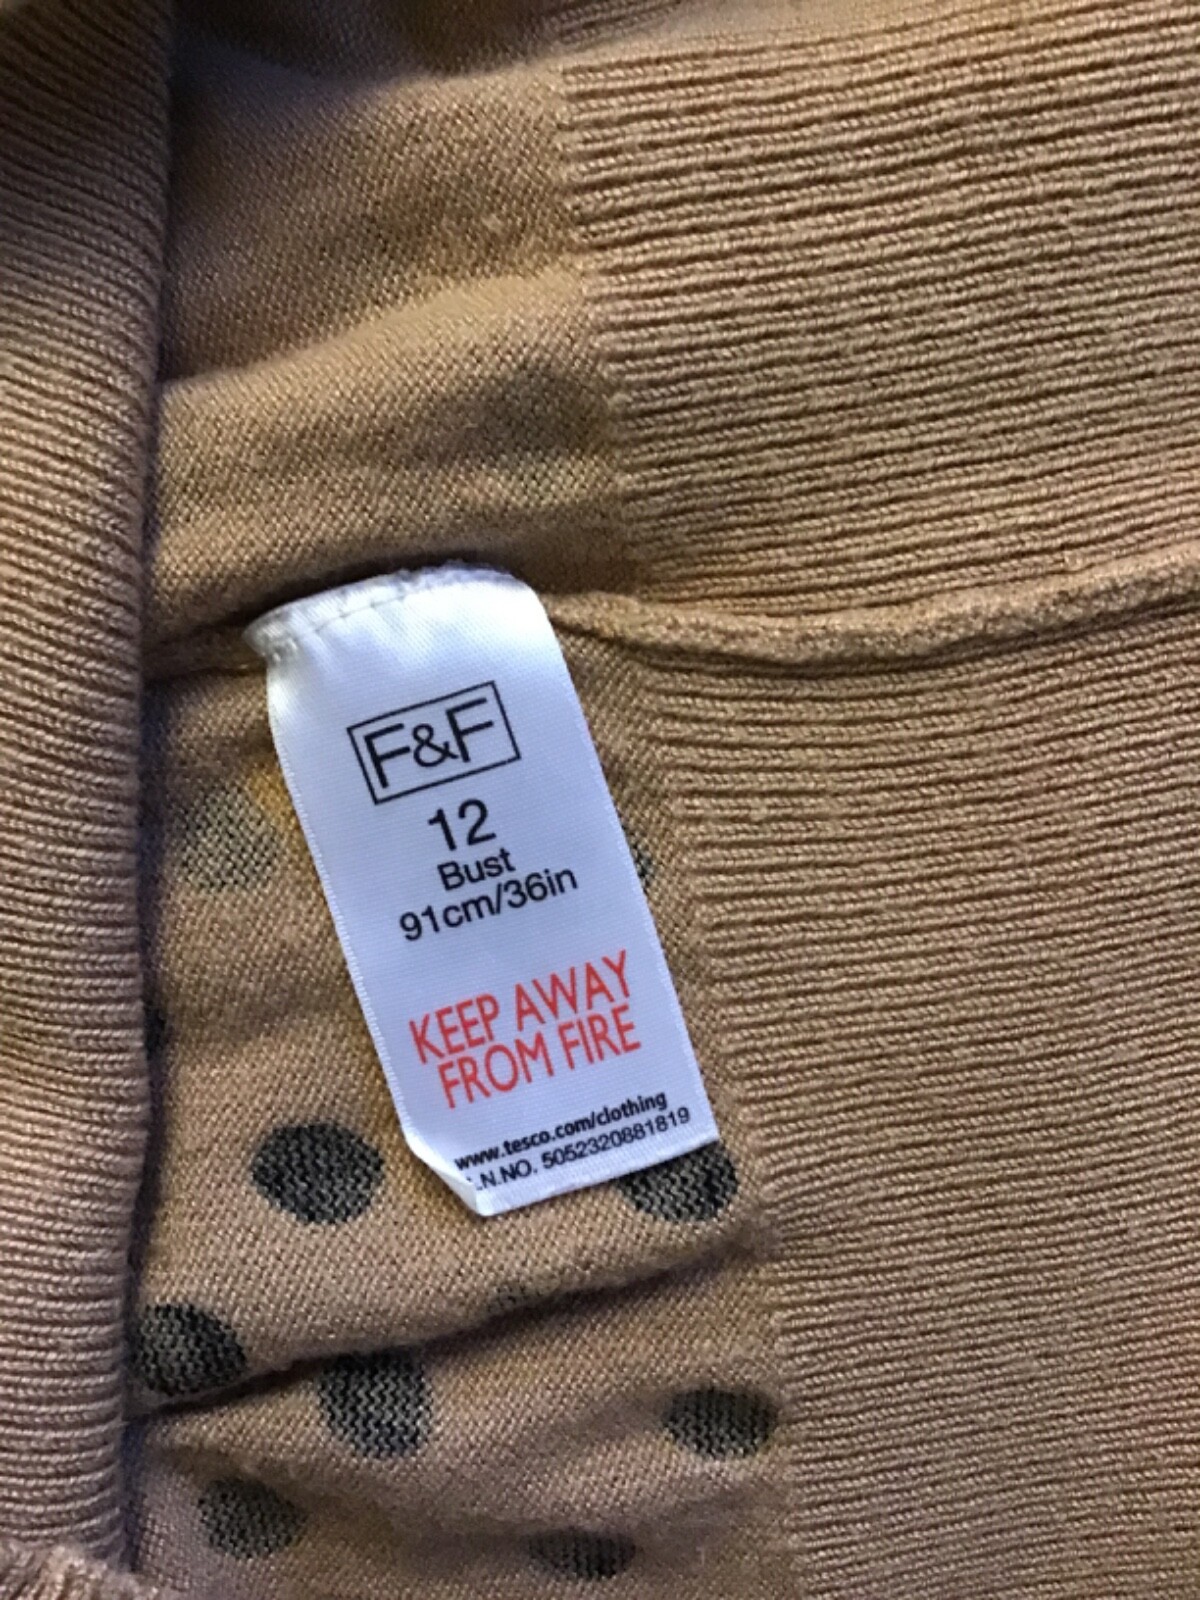 F&F
12
Bust
91cm/36in
KEEP AWAY
FROM FIRE
www.tesco.com/clothing
.N.NO. 5052320881819